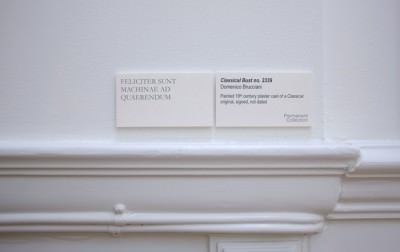 FELICITER SUNT
MACHINAE AD
QUAERENDUM
Classical Bust no. 2239
Domenico Brucciani
Painted 19th century plaster cast of a Classical
original, signed, not dated
Permanent
Collection